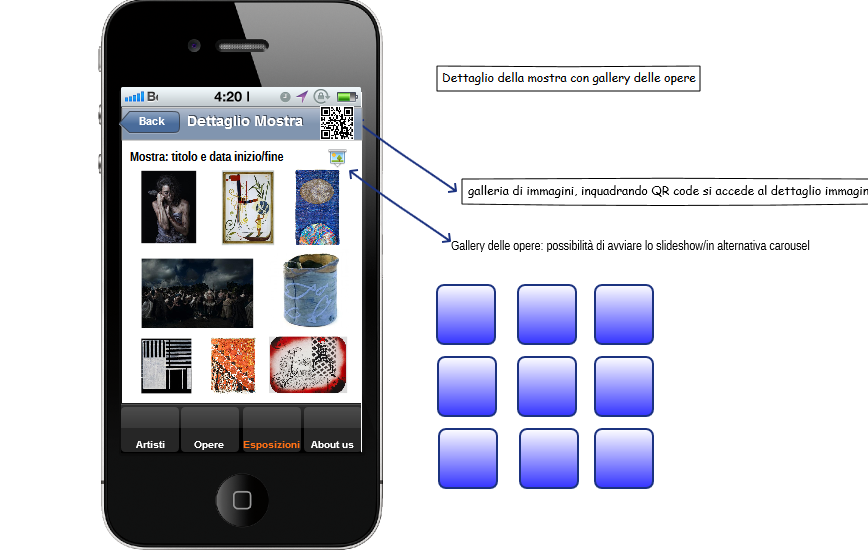 Dettaglio della mostra con gallery delle opere
4:20
Back
Dettaglio Mostra
Mostra: titolo e data inizio/fine
galleria di immagini, inquadrando QR code si accede al dettaglio immagin
Gallery delle opere: possibilità di avviare lo slideshow/in alternativa carousel
Artisti
Opere
Esposizioni
About us